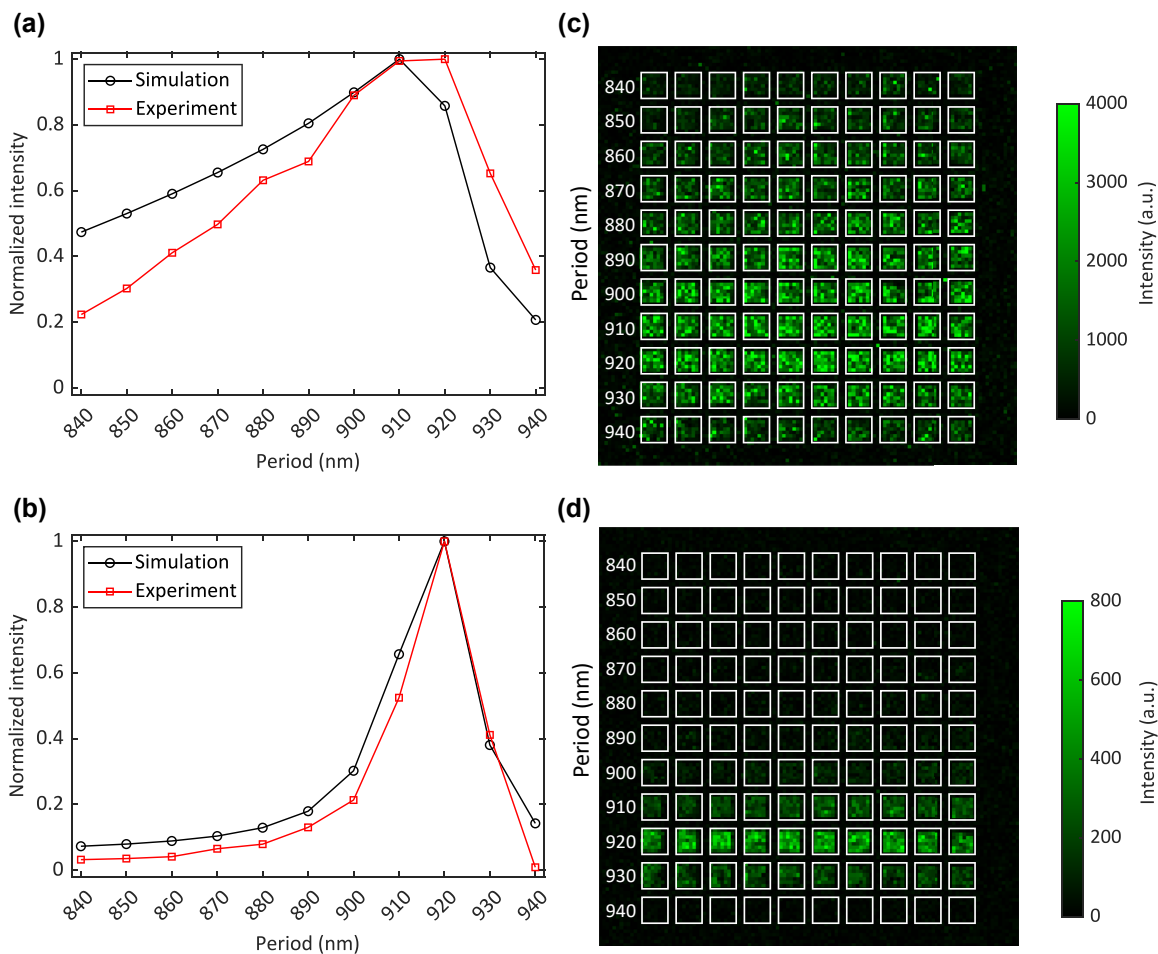 (a)
1
0.8
0.6
0.4
0.2
0
Normalized intensity
Simulation
Experiment
840 850 860 870 880 890 900 910 920 930 940
Period (nm)
(c)
840
850
860
870
880
890
900
910
920
930
940
Period (nm)
4000
3000
2000
1000
0
Intensity (a.u.)
(b)
1
0.8
0.6
0.4
0.2
0
Normalized intensity
Simulation
Experiment
840 850 860 870 880 890 900 910 920 930 940
Period (nm)
(d)
840
850
860
870
880
890
900
910
920
930
940
Period (nm)
800
600
400
200
0
Intensity (a.u.)